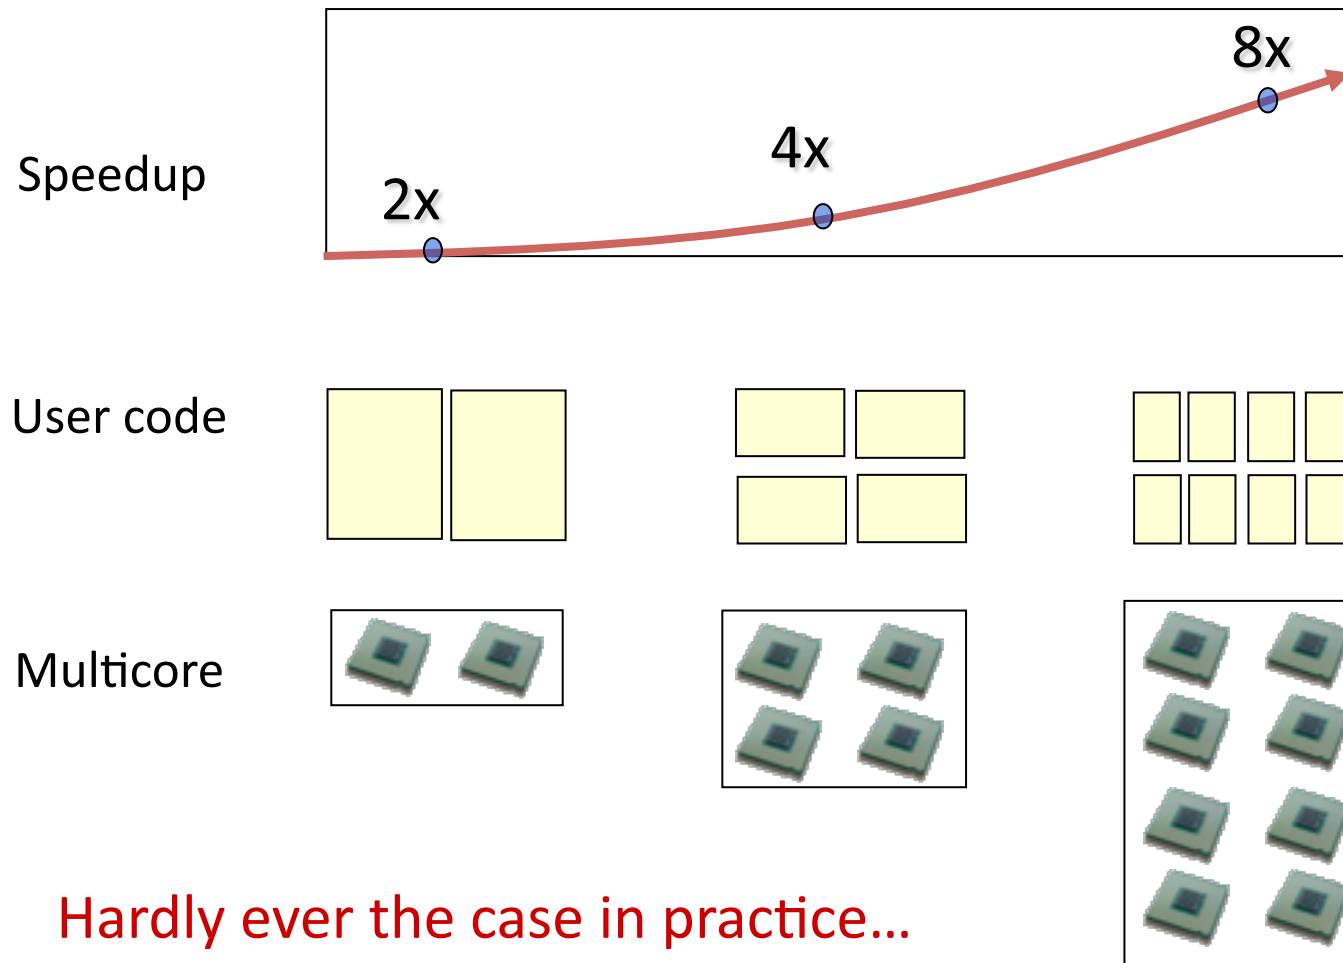 8x
4x
Speedup
2x
User code
Multicore
Hardly ever the case in practice…